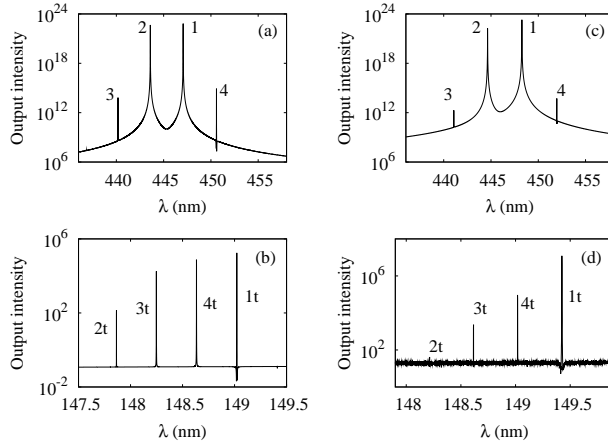 10^24
10^18
10^12
10^6
Output intensity
(a)
1
2
3
4
440
445
450
455
λ (nm)
10^24
10^18
10^12
10^6
Output intensity
(c)
1
2
3
4
440
445
450
455
λ (nm)
10^6
10^2
10^-2
Output intensity
(b)
2t
3t
4t
1t
147.5
148
148.5
149
149.5
λ (nm)
10^6
10^2
Output intensity
(d)
2t
3t
4t
1t
148
148.5
149
149.5
λ (nm)